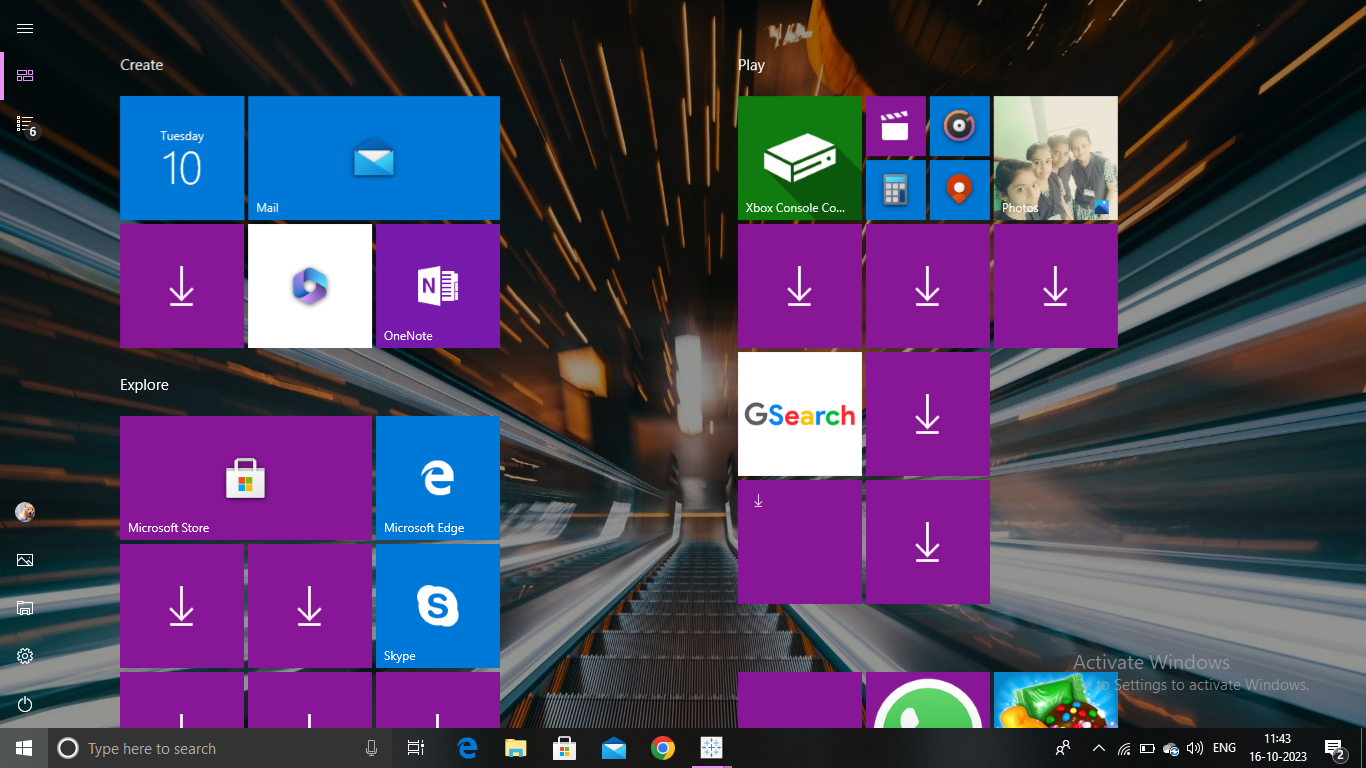 Create
Play
6
Tuesday
10
Mail
Xbox Console Co...
Photos
N
OneNote
Explore
GSearch
Microsoft Store
Microsoft Edge
Skype
Activate Windows
to Settings to activate Windows.
Type here to search
ENG
11:43
16-10-2023
2